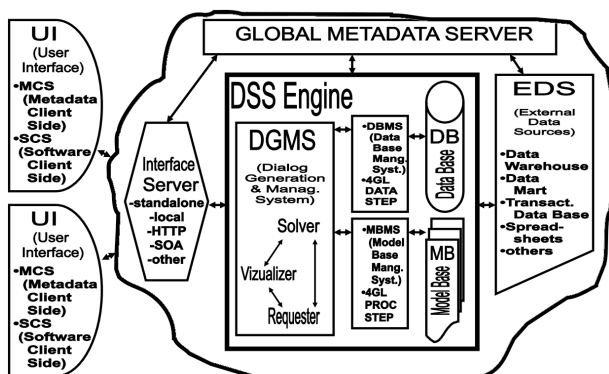 UI
(User
Interface)
•MCS
(Metadata
Client
Side)
•SCS
(Software
Client
Side)
UI
(User
Interface)
•MCS
(Metadata
Client
Side)
•SCS
(Software
Client
Side)
GLOBAL METADATA SERVER
Interface
Server
-standalone
-local
-HTTP
-SOA
-other
DSS Engine
DGMS
(Dialog
Generation
& Manag.
System)
Solver
Vizualizer
Requester
•DBMS
(Data
Base
Mang.
Syst.)
•4GL
DATA
STEP
DB
Data Base
•MBMS
(Model
Base
Mang.
Syst.)
•4GL
PROC
STEP
MB
Model Base
EDS
(External
Data
Sources)
•Data
Warehouse
•Data
Mart
•Transact.
Data Base
•Spread-
sheets
•others